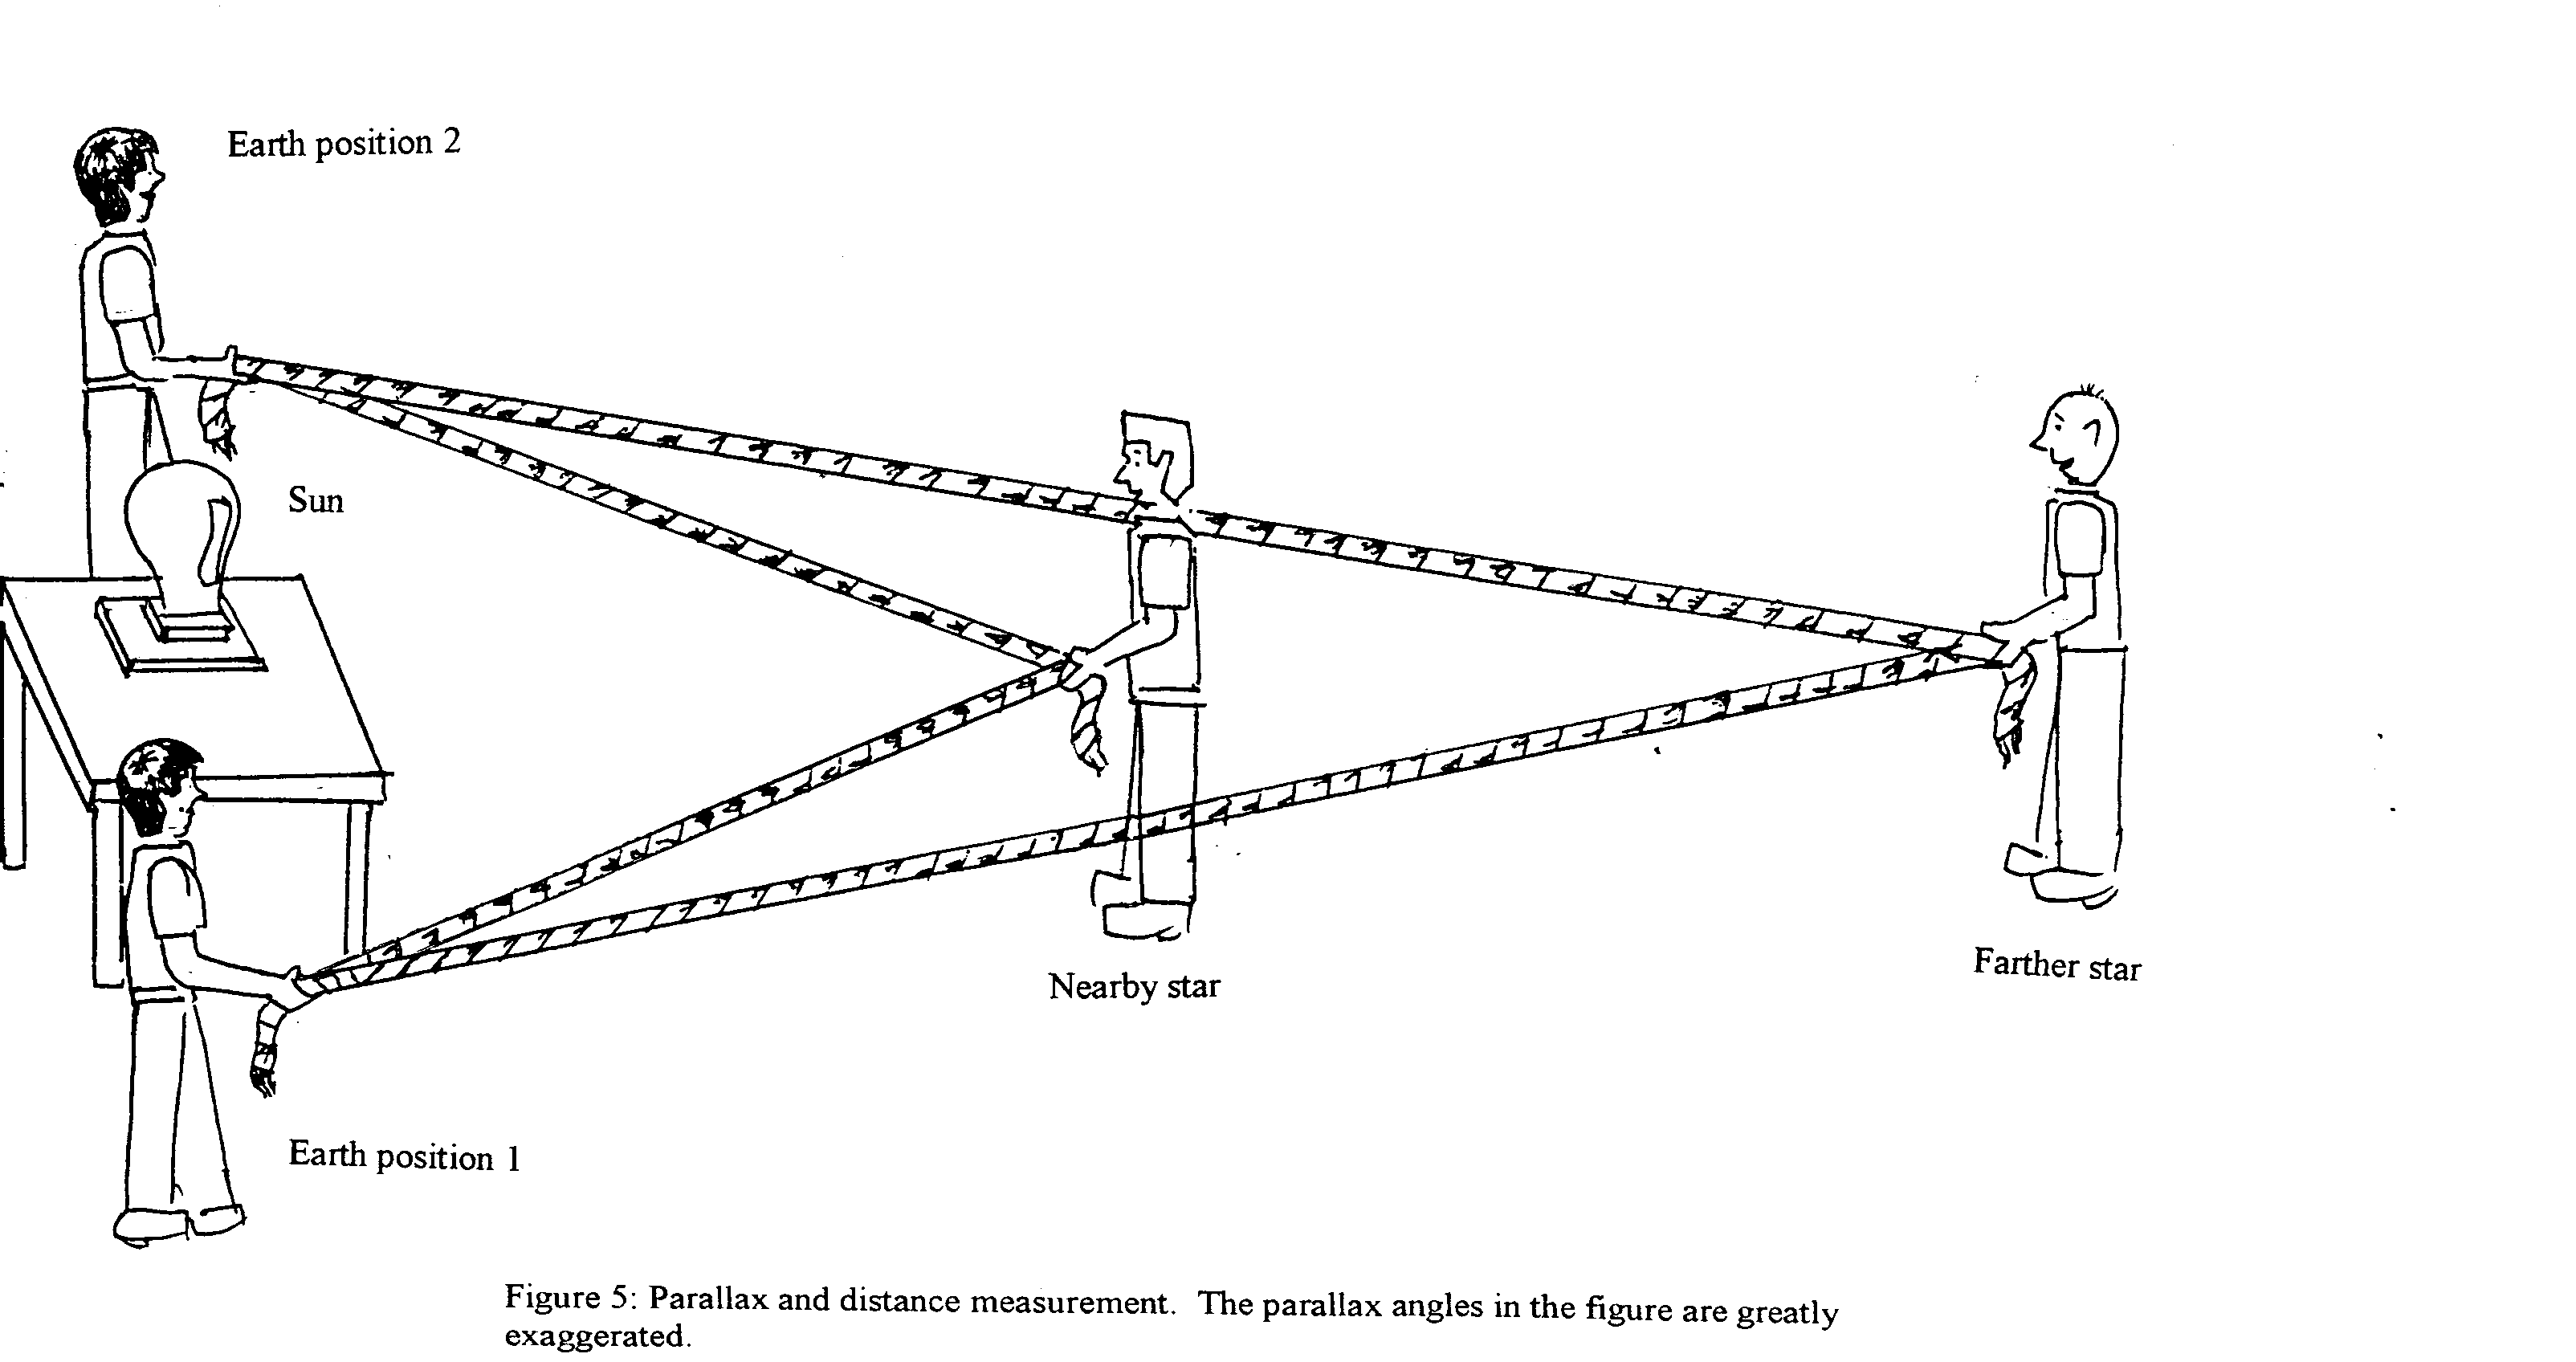 Earth position 2
Sun
Nearby star
Farther star
Earth position 1
Figure 5: Parallax and distance measurement. The parallax angles in the figure are greatly
exaggerated.